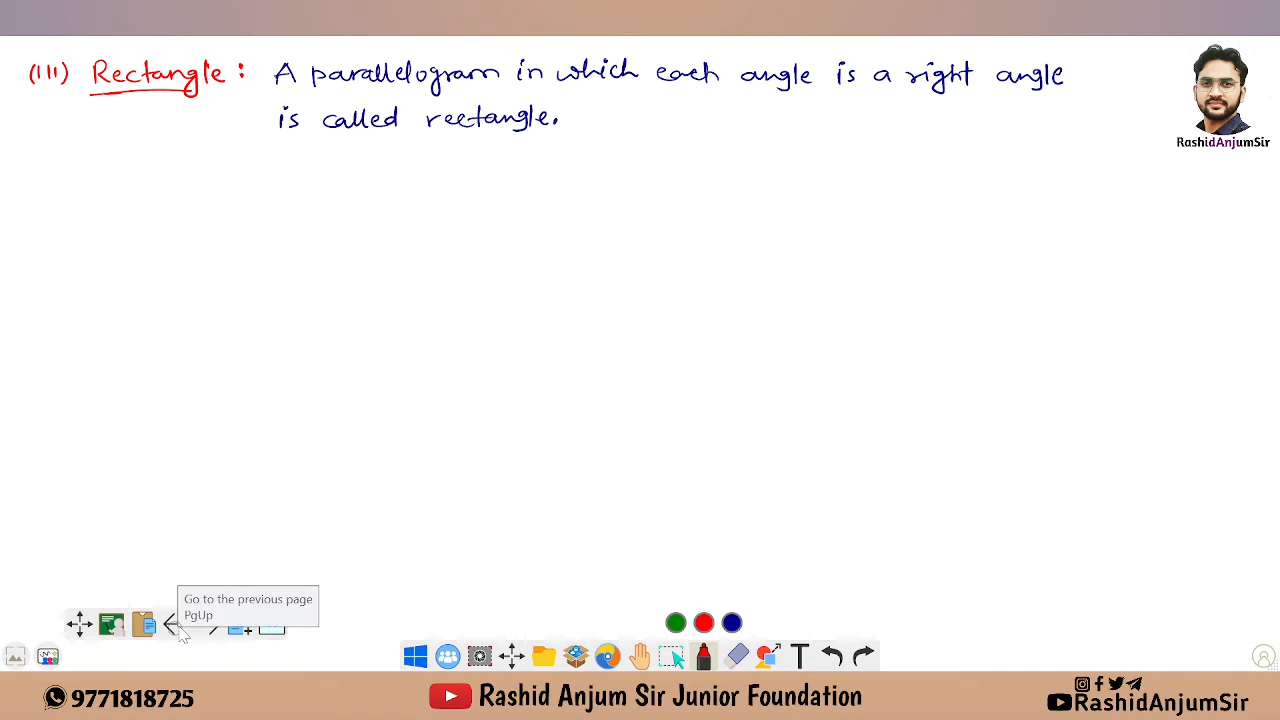 (III) Rectangle : A parallelogram in which each angle is a right angle
is called rectangle.
RashidAnjumSir
Go to the previous page
PgUp
T
9771818725
Rashid Anjum Sir Junior Foundation
RashidAnjumSir